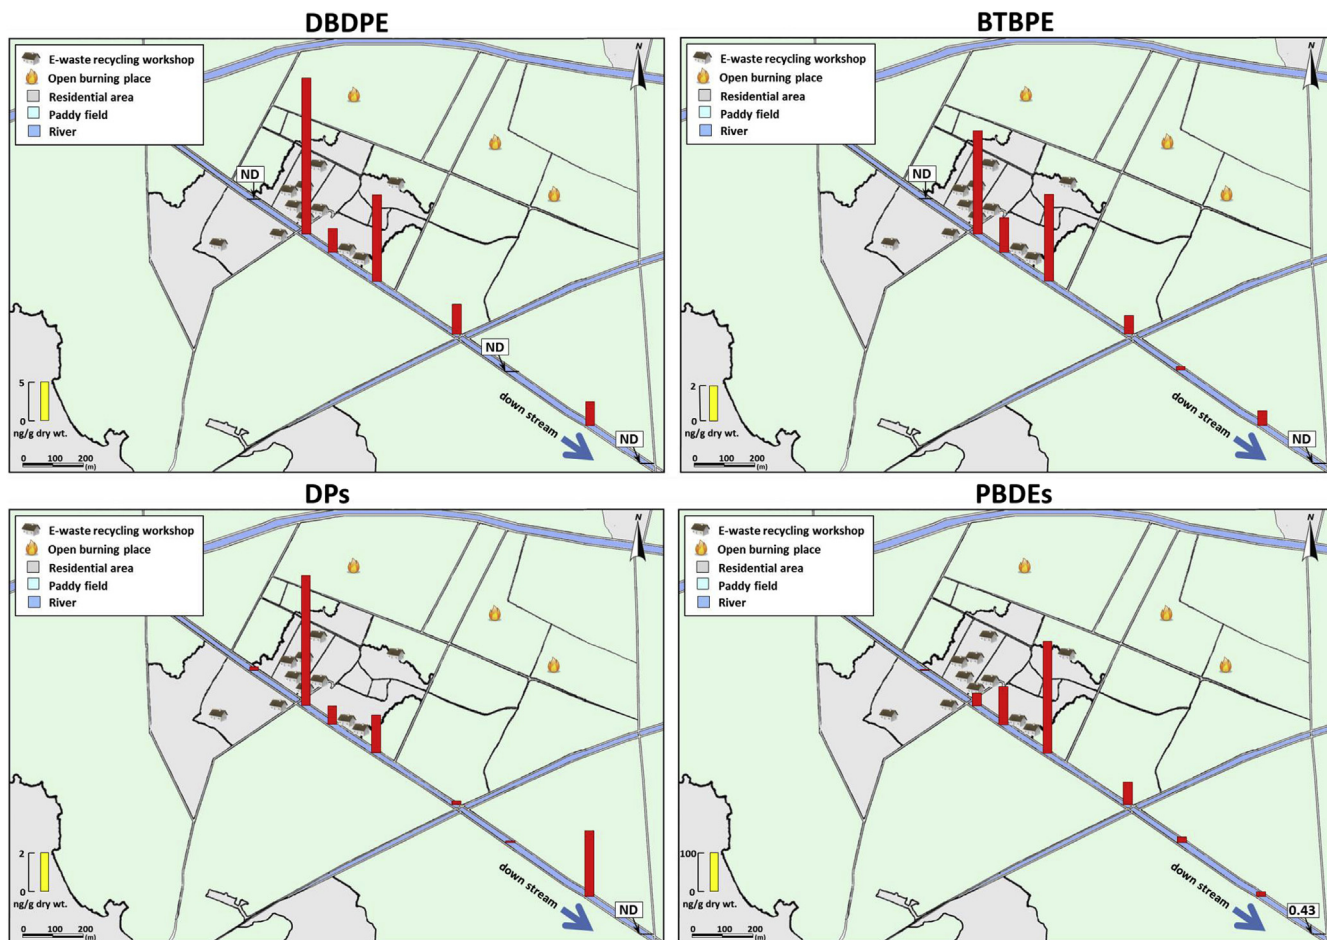 DBDPE
E-waste recycling workshop
Open burning place
Residential area
Paddy field
River
N
ND
ND
5
0
ng/g dry wt.
0 100 200
(m)
down stream
ND
BTBPE
E-waste recycling workshop
Open burning place
Residential area
Paddy field
River
N
ND
2
0
ng/g dry wt.
0 100 200
(m)
down stream
ND
DPs
E-waste recycling workshop
Open burning place
Residential area
Paddy field
River
N
2
0
ng/g dry wt.
0 100 200
(m)
down stream
ND
PBDEs
E-waste recycling workshop
Open burning place
Residential area
Paddy field
River
N
100
0
ng/g dry wt.
0 100 200
(m)
down stream
0.43